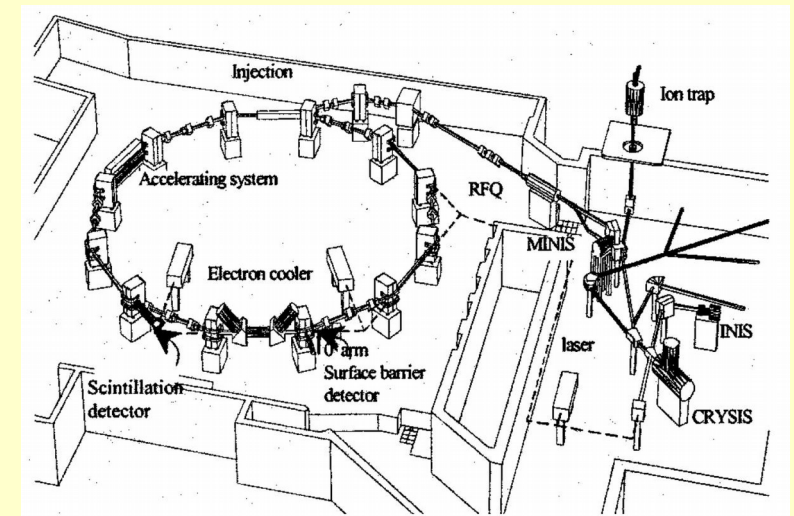 Injection
Ion trap
Accelerating system
RFQ
MINIS
Electron cooler
INIS
laser
0° arm
Surface barrier
detector
Scintillation
detector
CRYSIS